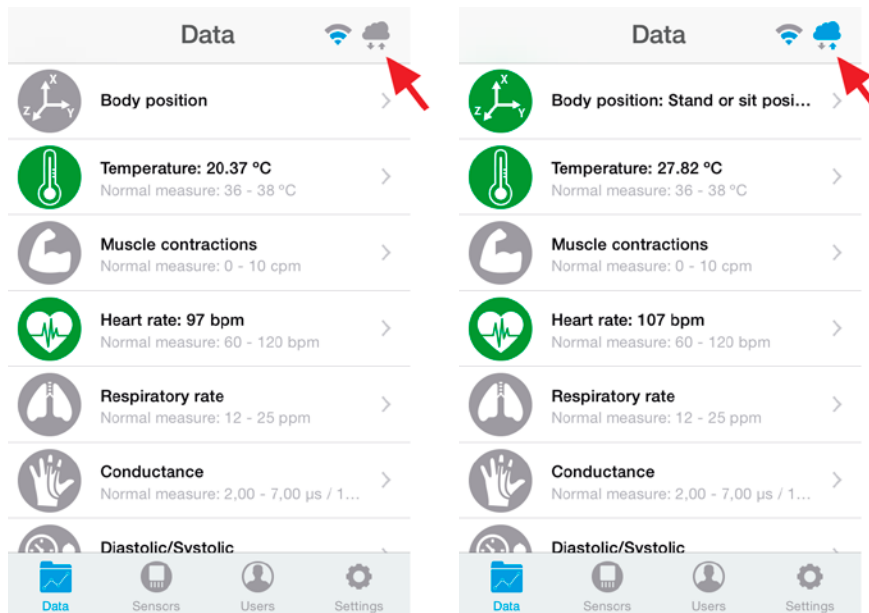 Data
X
Z
Y
Body position
Temperature: 20.37 ºC
Normal measure: 36 - 38 ºC
Muscle contractions
Normal measure: 0 - 10 cpm
Heart rate: 97 bpm
Normal measure: 60 - 120 bpm
Respiratory rate
Normal measure: 12 - 25 ppm
Conductance
Normal measure: 2,00 - 7,00 µs / 1...
Diastolic/Systolic
Data Sensors Users Settings
Data
X
Z
Y
Body position: Stand or sit posi...
Temperature: 27.82 ºC
Normal measure: 36 - 38 ºC
Muscle contractions
Normal measure: 0 - 10 cpm
Heart rate: 107 bpm
Normal measure: 60 - 120 bpm
Respiratory rate
Normal measure: 12 - 25 ppm
Conductance
Normal measure: 2,00 - 7,00 µs / 1...
Diastolic/Systolic
Data Sensors Users Settings